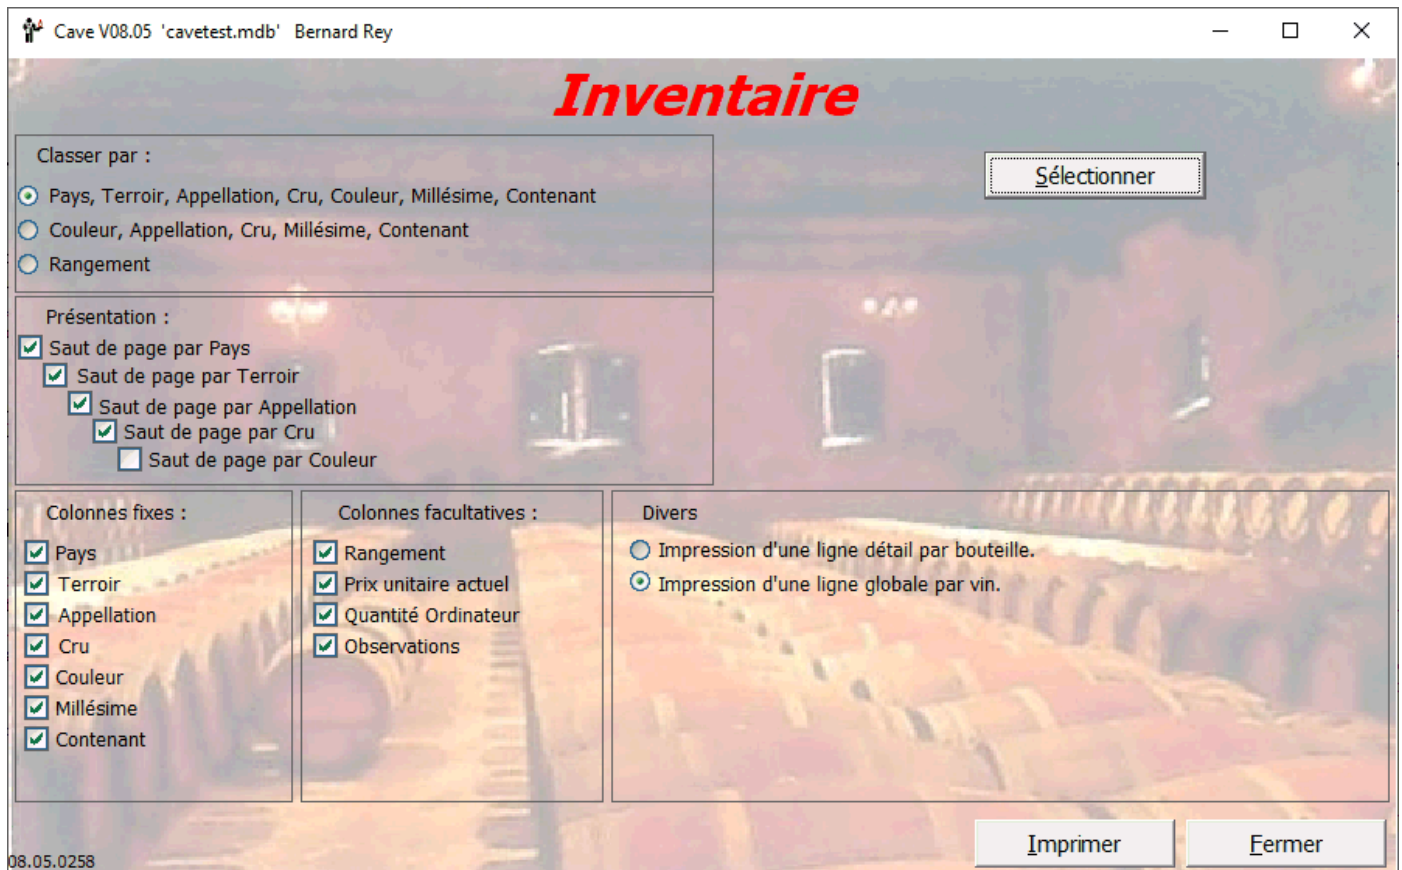 Cave V08.05 'cavetest.mdb' Bernard Rey
Inventaire
Classer par :
Pays, Terroir, Appellation, Cru, Couleur, Millésime, Contenant
Couleur, Appellation, Cru, Millésime, Contenant
Rangement
Sélectionner
Présentation :
Saut de page par Pays
Saut de page par Terroir
Saut de page par Appellation
Saut de page par Cru
Saut de page par Couleur
Colonnes fixes :
Pays
Terroir
Appellation
Cru
Couleur
Millésime
Contenant
Colonnes facultatives :
Rangement
Prix unitaire actuel
Quantité Ordinateur
Observations
Divers
Impression d'une ligne détail par bouteille.
Impression d'une ligne globale par vin.
Imprimer
Fermer
08.05.0258